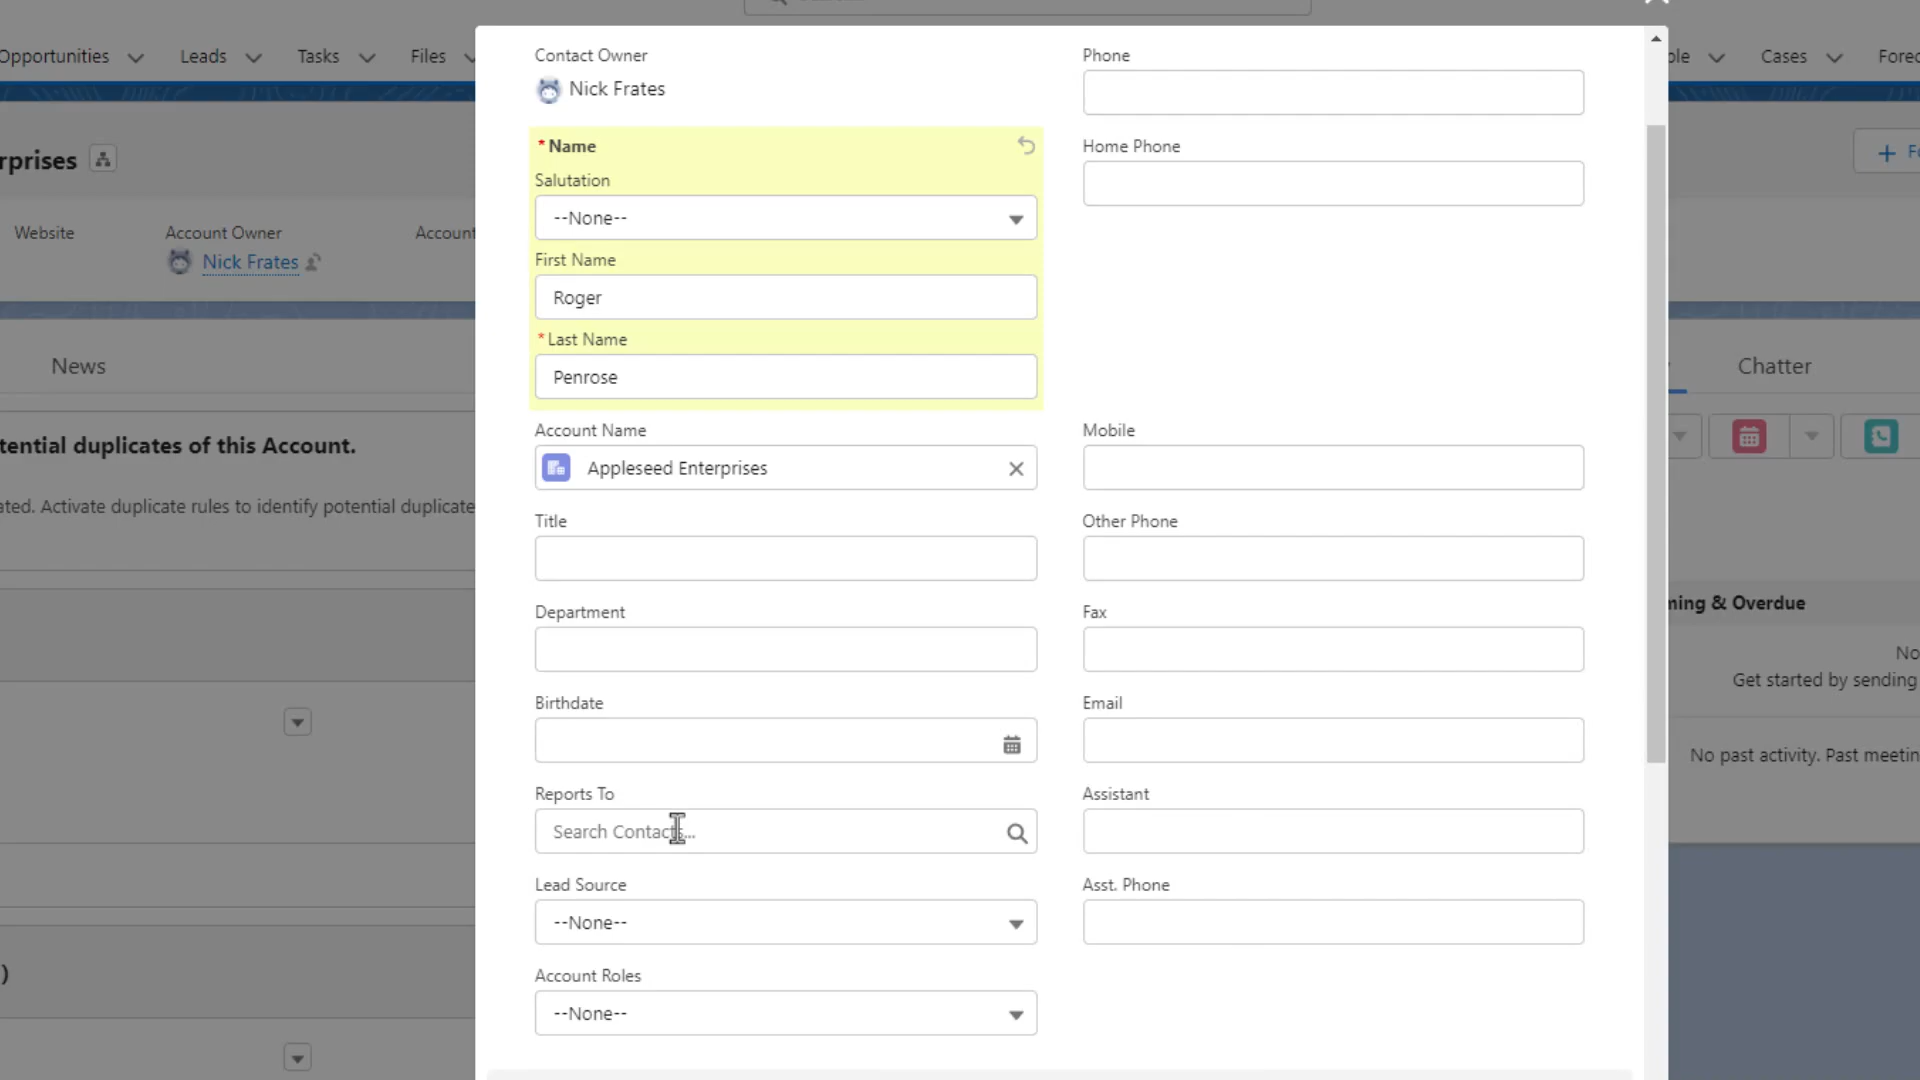 Opportunities
Leads
Tasks
Files
Cases
rprises
Website
Account Owner
Nick Frates
Account
News
tential duplicates of this Account.
ated. Activate duplicate rules to identify potential duplicate
)
Contact Owner
Nick Frates
* Name
Salutation
--None--
First Name
Roger
* Last Name
Penrose
Account Name
Appleseed Enterprises
Title
Department
Birthdate
Reports To
Search Contacts...
Lead Source
--None--
Account Roles
--None--
Phone
Home Phone
Mobile
Other Phone
Fax
Email
Assistant
Asst. Phone
Chatter
ming & Overdue
No
Get started by sending
No past activity. Past meetin